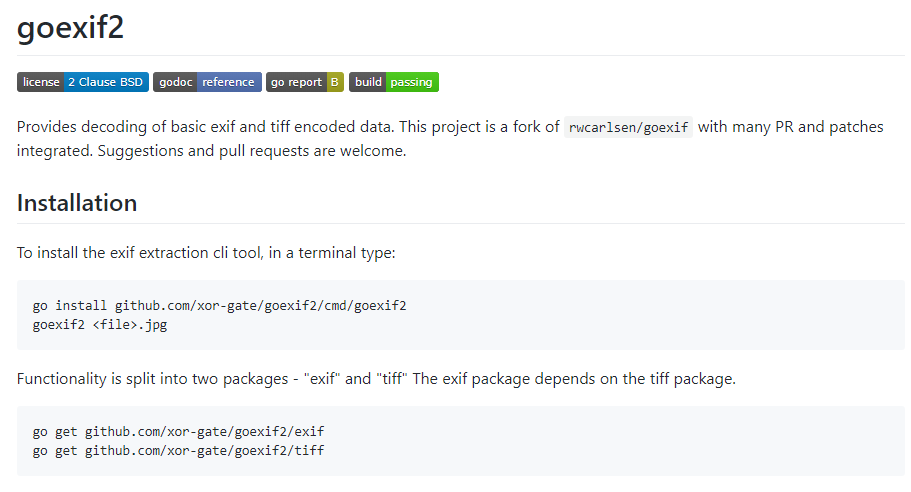 goexif2
license 2 Clause BSD godoc reference go report B build passing
Provides decoding of basic exif and tiff encoded data. This project is a fork of rwcarlsen/goexif with many PR and patches
integrated. Suggestions and pull requests are welcome.
Installation
To install the exif extraction cli tool, in a terminal type:
go install github.com/xor-gate/goexif2/cmd/goexif2
goexif2 <file>.jpg
Functionality is split into two packages - "exif" and "tiff" The exif package depends on the tiff package.
go get github.com/xor-gate/goexif2/exif
go get github.com/xor-gate/goexif2/tiff